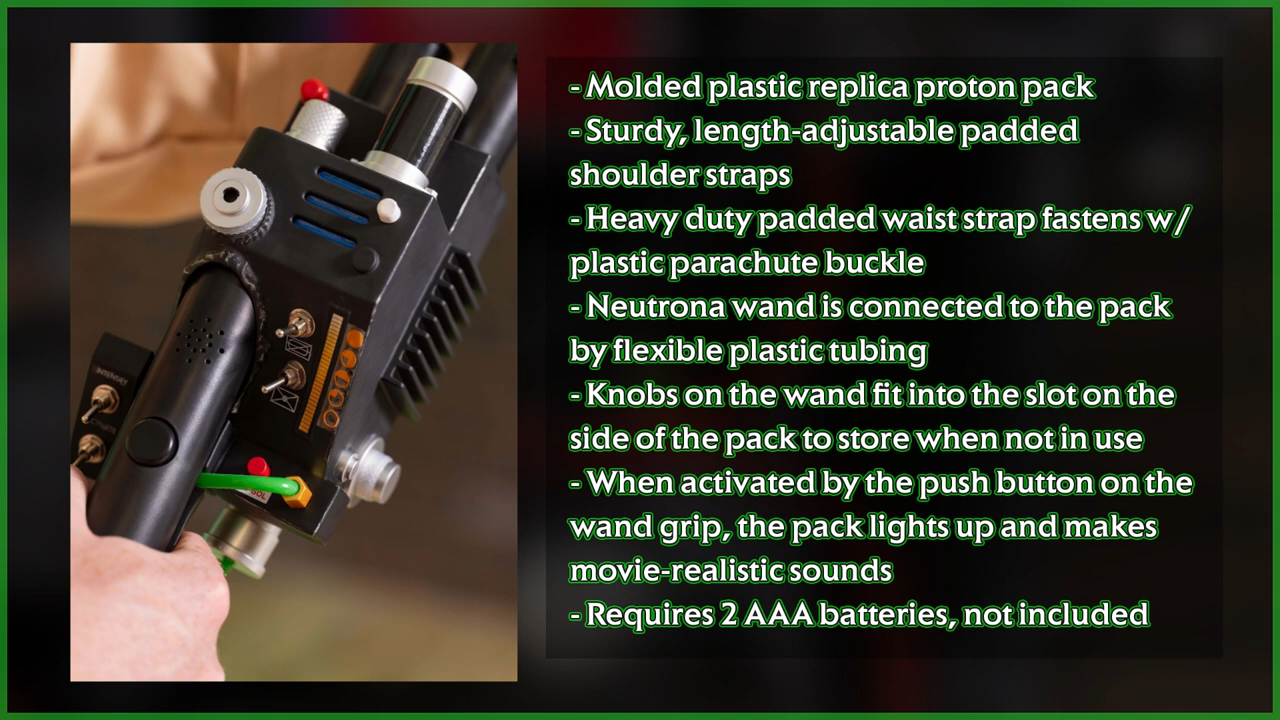 - Molded plastic replica proton pack
- Sturdy, length-adjustable padded
shoulder straps
- Heavy duty padded waist strap fastens w/
plastic parachute buckle
- Neutrona wand is connected to the pack
by flexible plastic tubing
- Knobs on the wand fit into the slot on the
side of the pack to store when not in use
- When activated by the push button on the
wand grip, the pack lights up and makes
movie-realistic sounds
- Requires 2 AAA batteries, not included
INTENSIFY